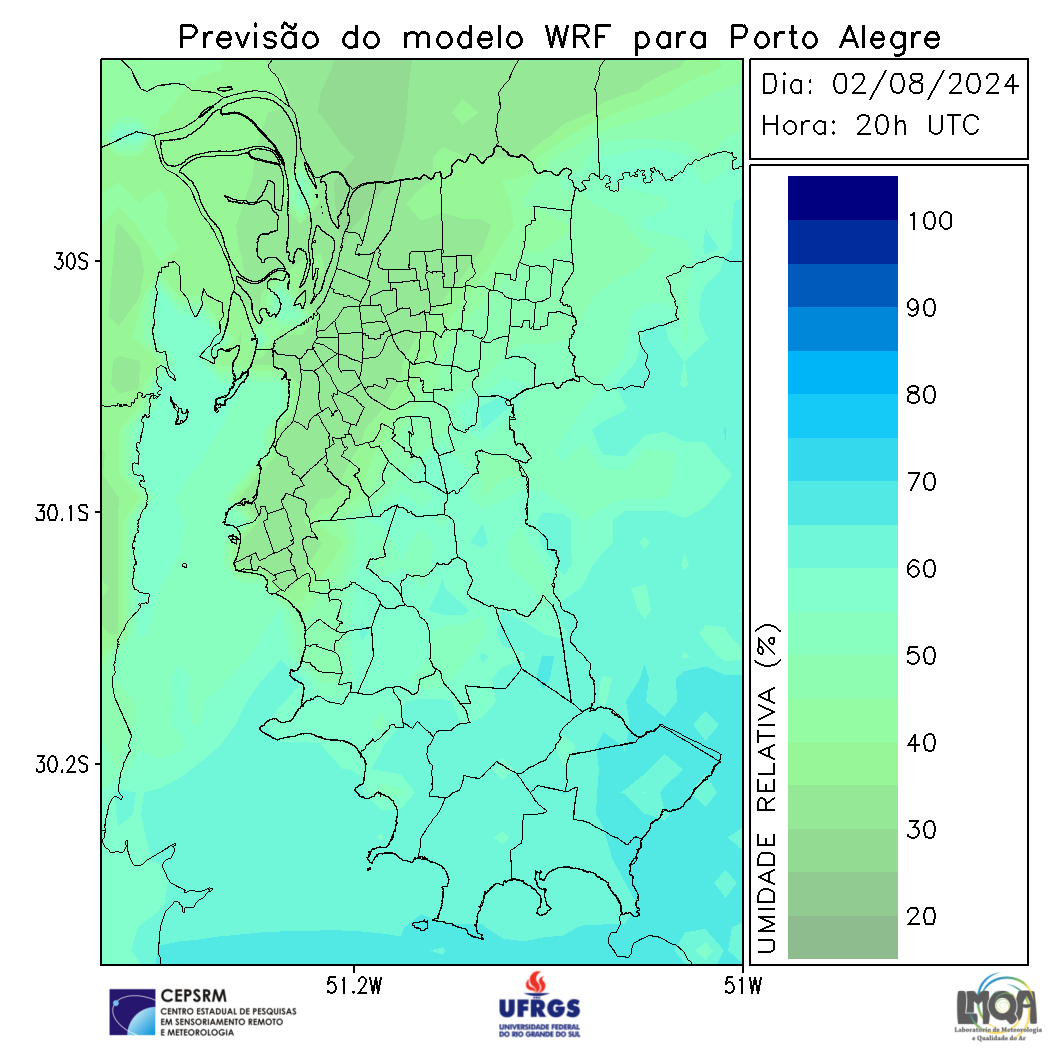 Previsão do modelo WRF para Porto Alegre
Dia: 02/08/2024
Hora: 20h UTC
30S
30.1S
30.2S
51.2W
51W
100
90
80
70
60
50
40
30
20
UMIDADE RELATIVA (%)
CEPSRM
CENTRO ESTADUAL DE PESQUISAS
EM SENSORIAMENTO REMOTO
E METEOROLOGIA
UFRGS
UNIVERSIDADE FEDERAL
DO RIO GRANDE DO SUL
LMQA
Laboratório de Meteorologia
e Qualidade do Ar